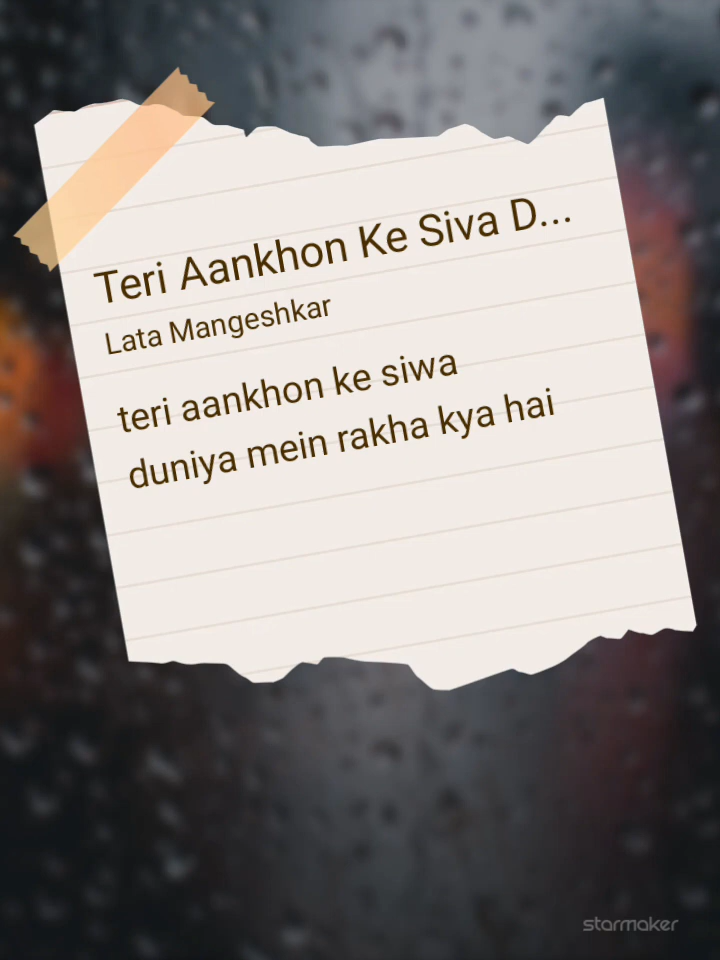 Teri Aankhon Ke Siva D...
Lata Mangeshkar
teri aankhon ke siwa
duniya mein rakha kya hai
starmaker